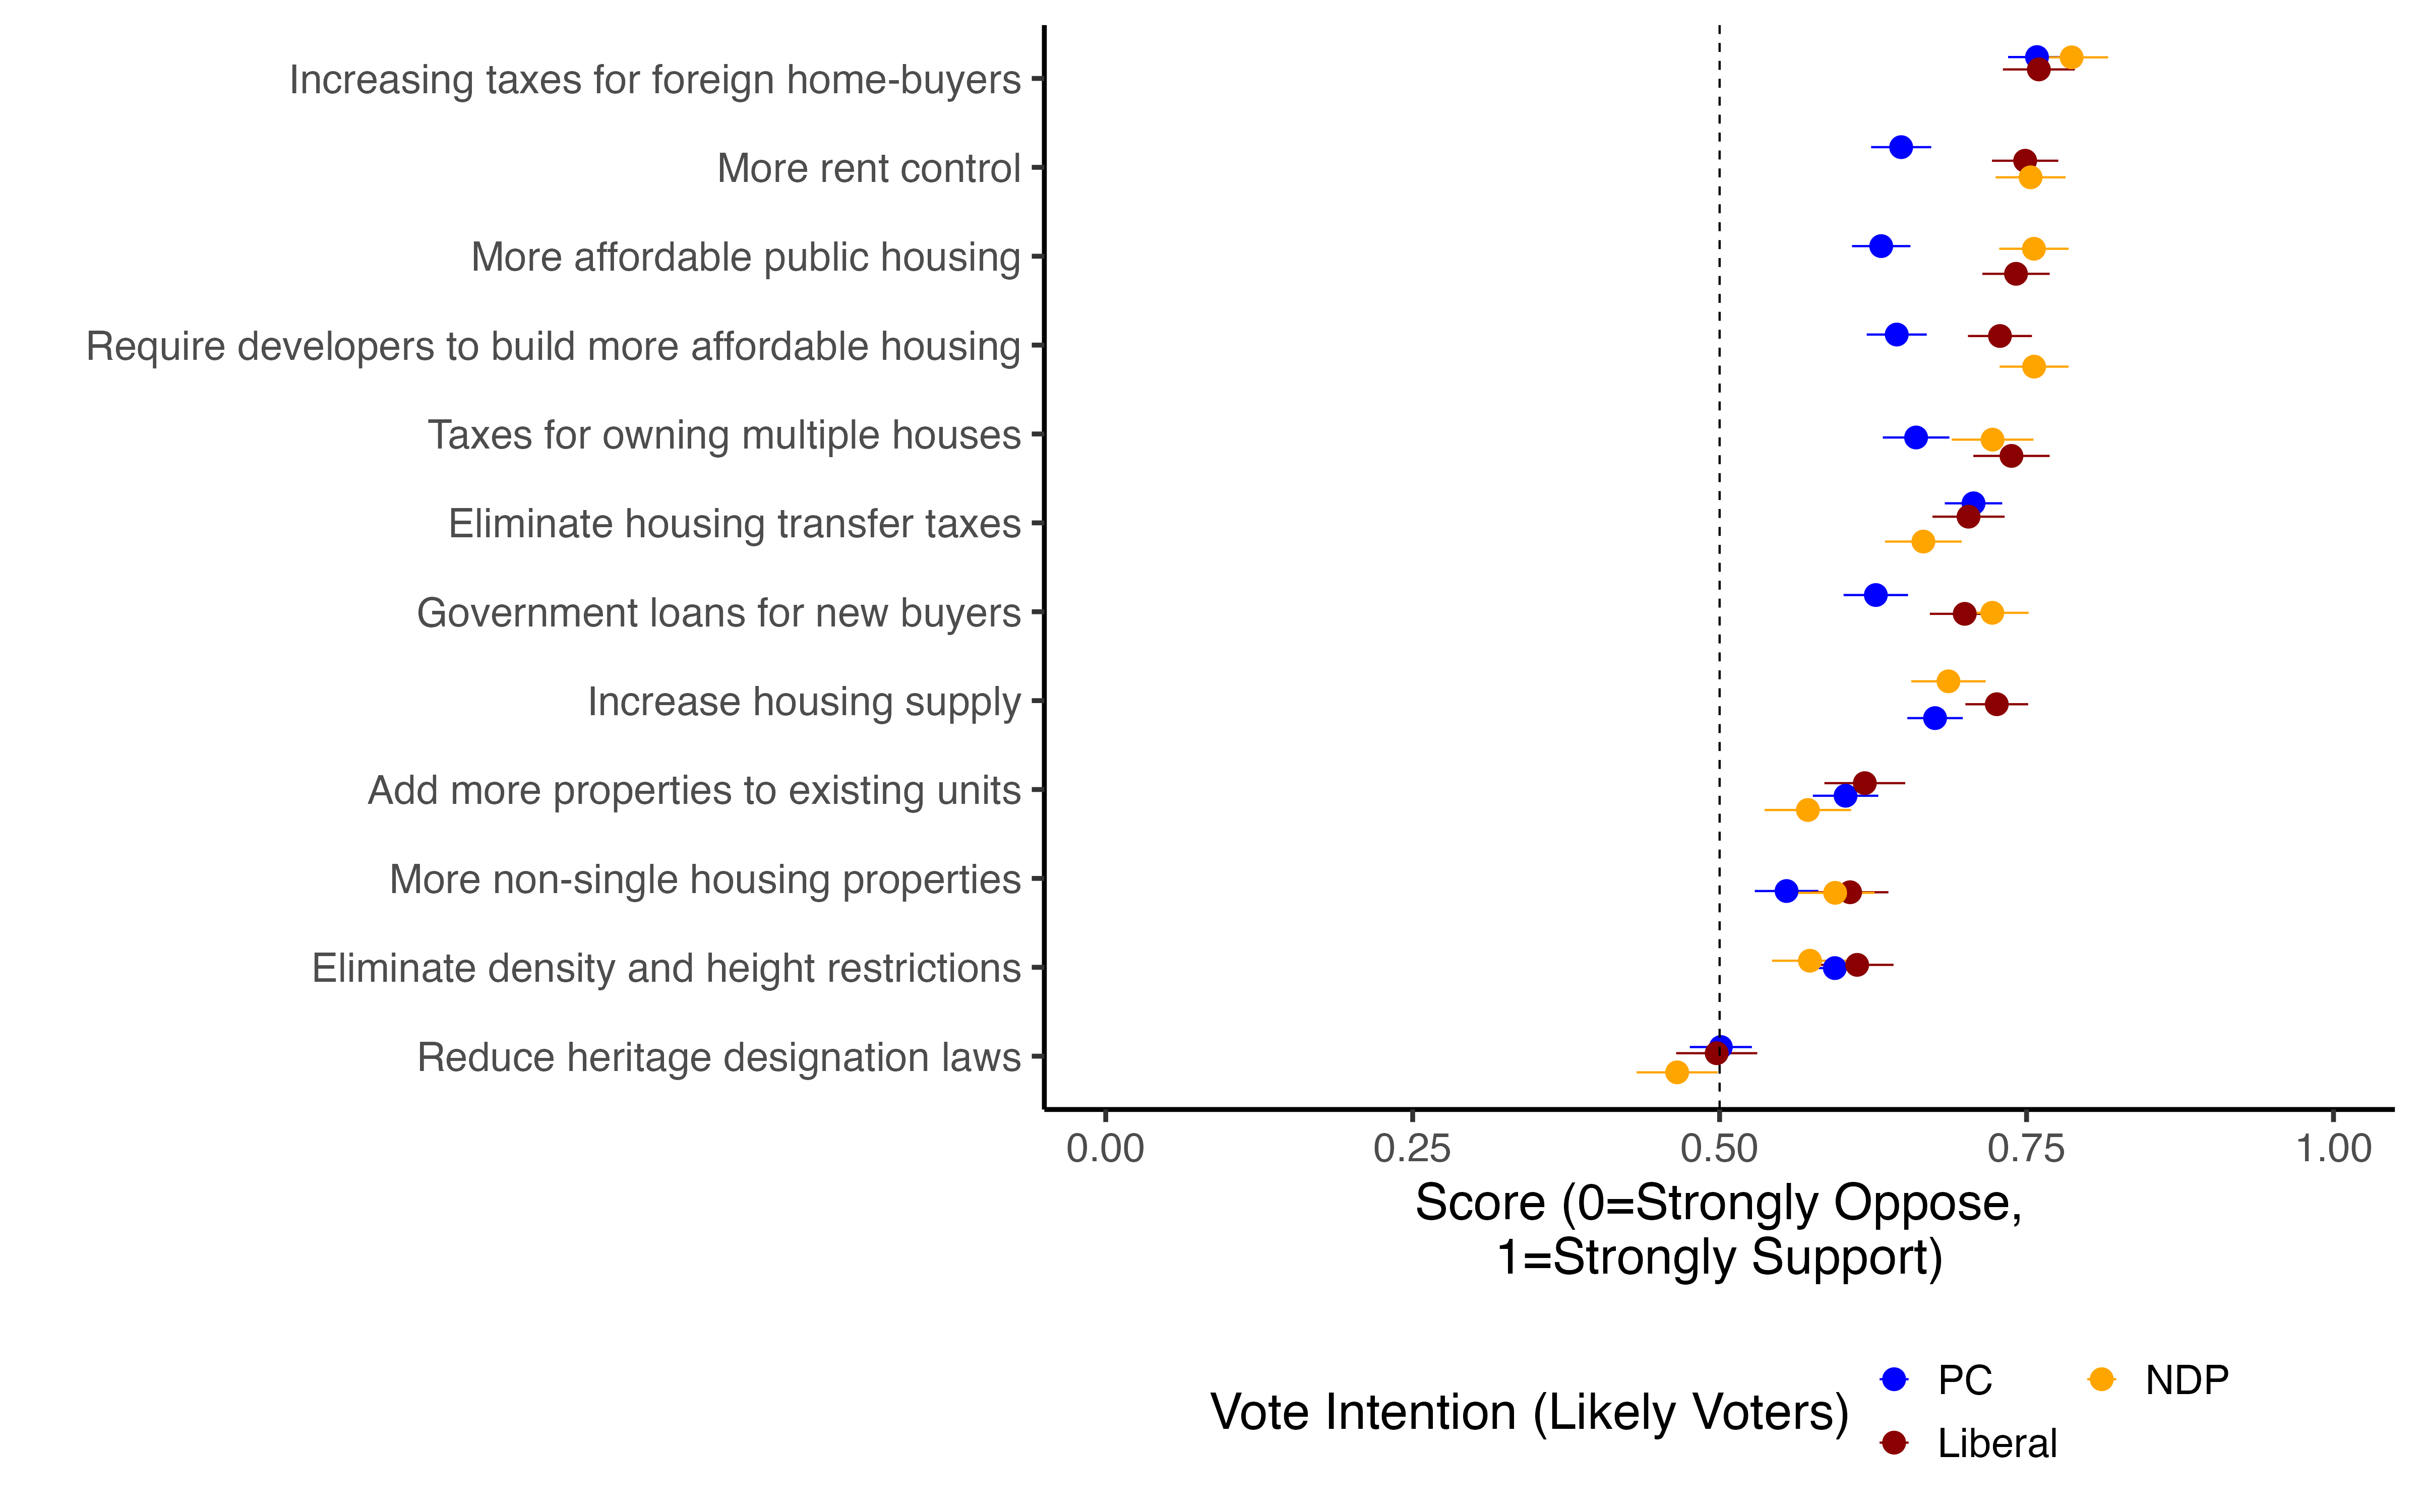 Increasing taxes for foreign home-buyers
More rent control
More affordable public housing
Require developers to build more affordable housing
Taxes for owning multiple houses
Eliminate housing transfer taxes
Government loans for new buyers
Increase housing supply
Add more properties to existing units
More non-single housing properties
Eliminate density and height restrictions
Reduce heritage designation laws
0.00 0.25 0.50 0.75 1.00
Score (0=Strongly Oppose,
1=Strongly Support)
Vote Intention (Likely Voters)
PC NDP
Liberal